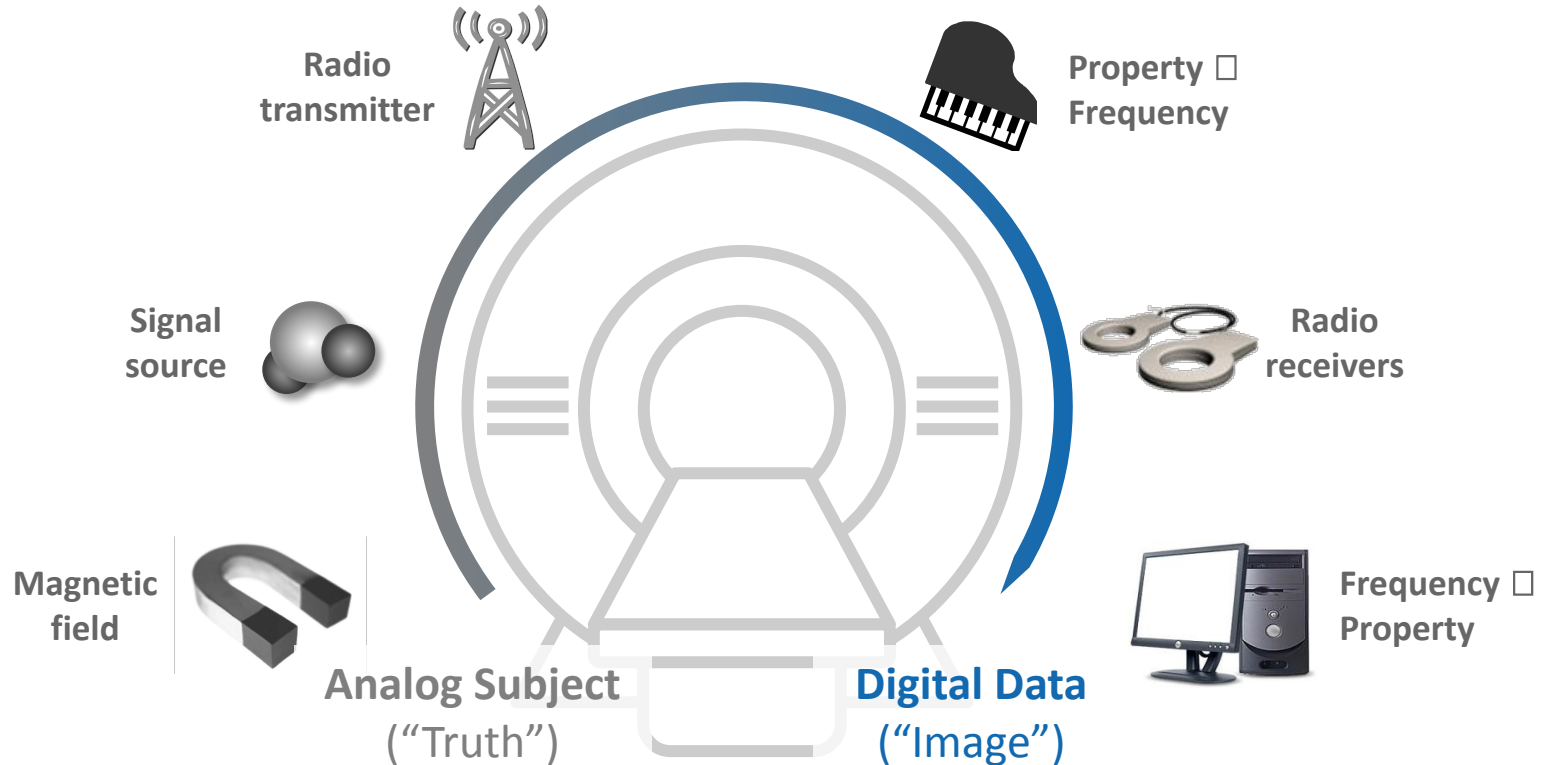 Radio
transmitter
Property □
Frequency
Signal
source
Radio
receivers
Magnetic
field
Frequency □
Property
Analog Subject
(“Truth”)
Digital Data
(“Image”)